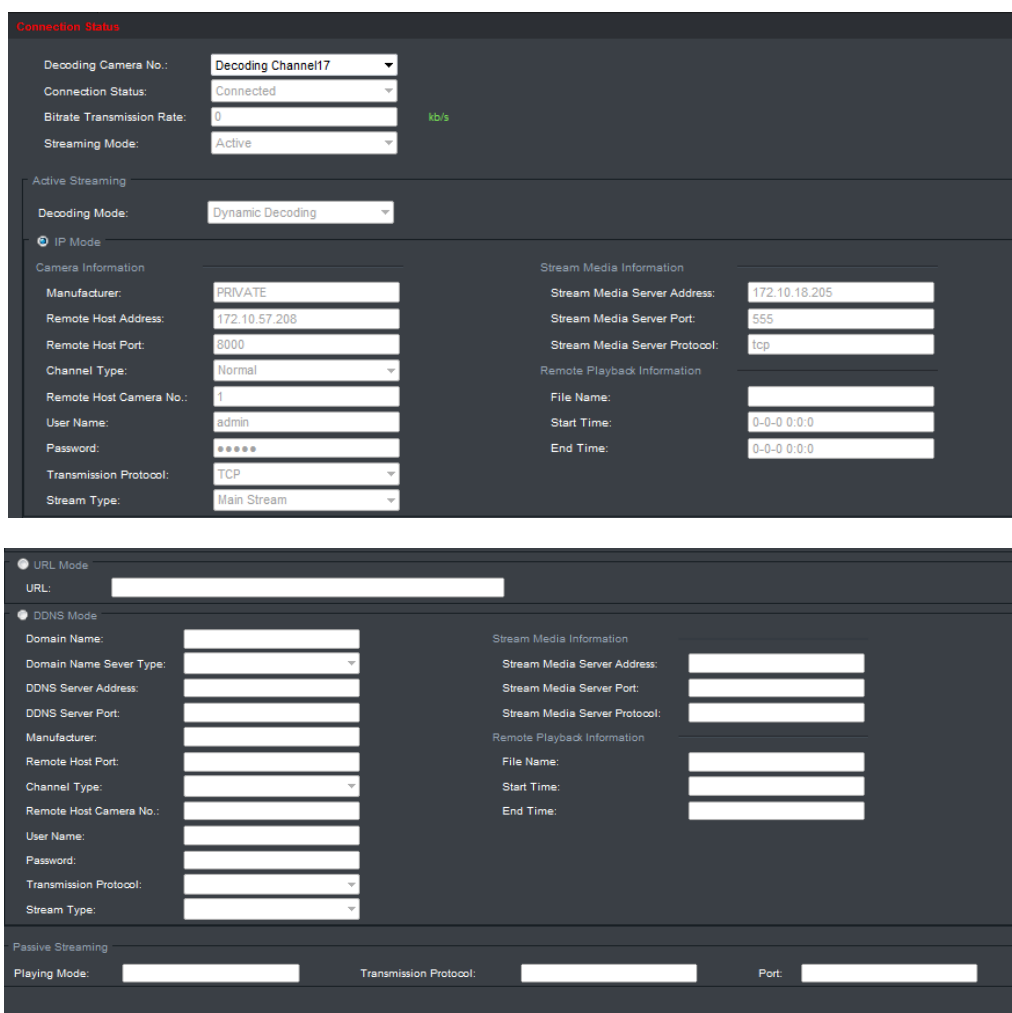 Connection Status
Decoding Camera No.: Decoding Channel17
Connection Status: Connected
Bitrate Transmission Rate: 0 kb/s
Streaming Mode: Active
Active Streaming
Decoding Mode: Dynamic Decoding
IP Mode
Camera Information
Manufacturer: PRIVATE
Remote Host Address: 172.10.57.208
Remote Host Port: 8000
Channel Type: Normal
Remote Host Camera No.: 1
User Name: admin
Password: ●●●●●
Transmission Protocol: TCP
Stream Type: Main Stream
Stream Media Information
Stream Media Server Address: 172.10.18.205
Stream Media Server Port: 555
Stream Media Server Protocol: tcp
Remote Playback Information
File Name:
Start Time: 0-0-0 0:0:0
End Time: 0-0-0 0:0:0
URL Mode
URL:
DDNS Mode
Domain Name:
Domain Name Sever Type:
DDNS Server Address:
DDNS Server Port:
Manufacturer:
Remote Host Port:
Channel Type:
Remote Host Camera No.:
User Name:
Password:
Transmission Protocol:
Stream Type:
Stream Media Information
Stream Media Server Address:
Stream Media Server Port:
Stream Media Server Protocol:
Remote Playback Information
File Name:
Start Time:
End Time:
Passive Streaming
Playing Mode: Transmission Protocol: Port: